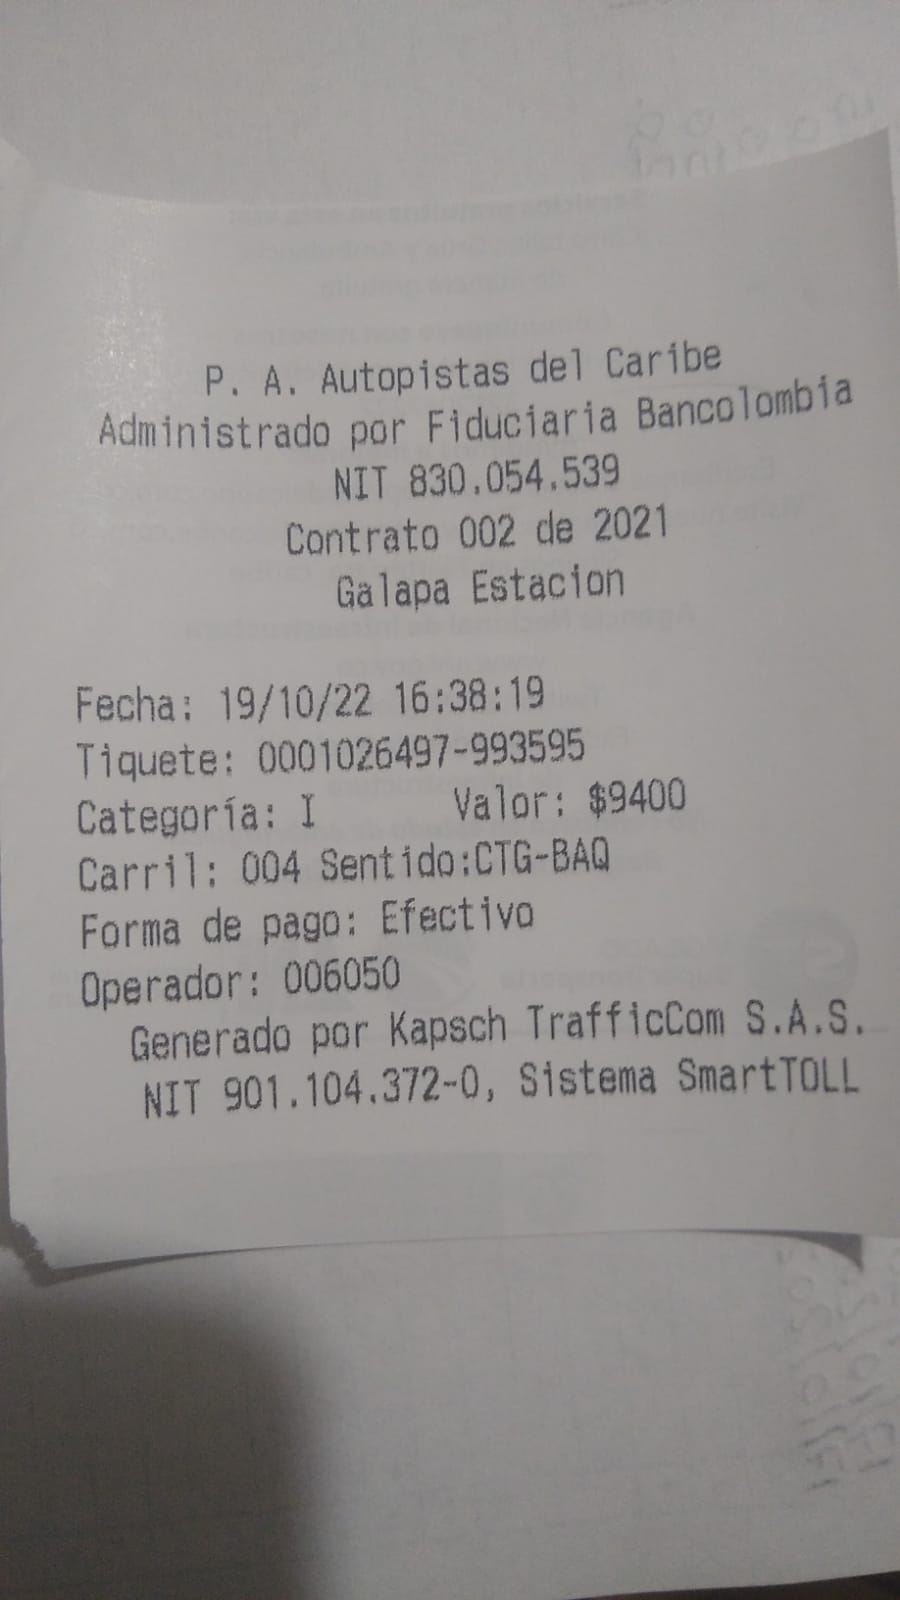 P. A. Autopistas del Caribe
Administrado por Fiduciaria Bancolombia
NIT 830.054.539
Contrato 002 de 2021
Galapa Estacion
Fecha: 19/10/22 16:38:19
Tiquete: 0001026497-993595
Categoría: I Valor: $9400
Carril: 004 Sentido:CTG-BAQ
Forma de pago: Efectivo
Operador: 006050
Generado por Kapsch TrafficCom S.A.S.
NIT 901.104.372-0, Sistema SmartTOLL